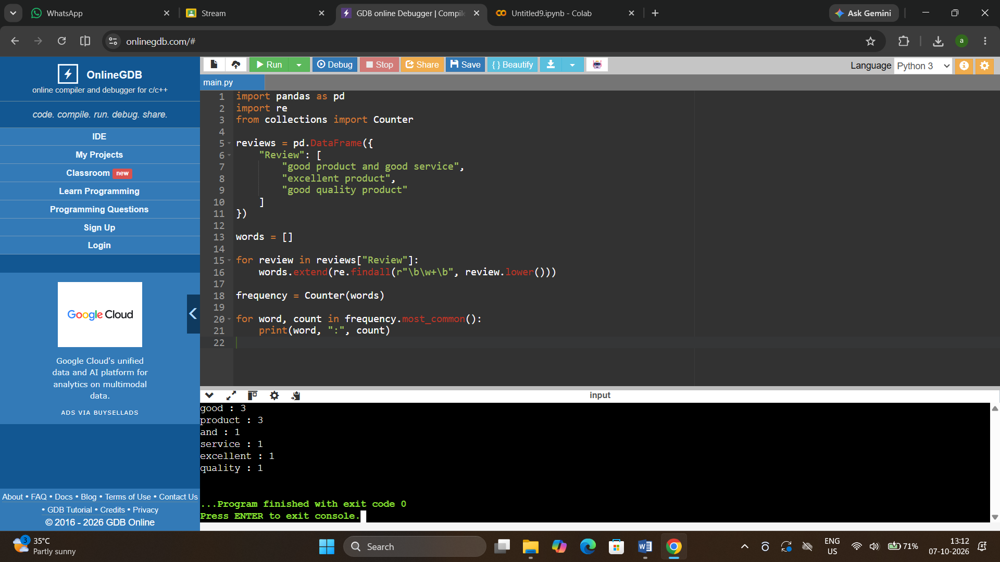 WhatsApp
Stream
GDB online Debugger | Compile
Untitled9.ipynb - Colab
Ask Gemini
onlinegdb.com/#
a
OnlineGDB
online compiler and debugger for c/c++
code. compile. run. debug. share.
IDE
My Projects
Classroom new
Learn Programming
Programming Questions
Sign Up
Login
Google Cloud
Google Cloud's unified
data and AI platform for
analytics on multimodal
data.
ADS VIA BUYSELLADS
About • FAQ • Docs • Blog • Terms of Use • Contact Us
• GDB Tutorial • Credits • Privacy
© 2016 - 2026 GDB Online
Run
Debug
Stop
Share
Save
{ } Beautify
Language Python 3
main.py
1 import pandas as pd
2 import re
3 from collections import Counter
4
5 reviews = pd.DataFrame({
6     "Review": [
7         "good product and good service",
8         "excellent product",
9         "good quality product"
10     ]
11 })
12
13 words = []
14
15 for review in reviews["Review"]:
16     words.extend(re.findall(r"\b\w+\b", review.lower()))
17
18 frequency = Counter(words)
19
20 for word, count in frequency.most_common():
21     print(word, ":", count)
22
input
good : 3
product : 3
and : 1
service : 1
excellent : 1
quality : 1
...Program finished with exit code 0
Press ENTER to exit console.
3
35°C
Partly sunny
Search
W
ENG
US
71%
13:12
07-10-2026